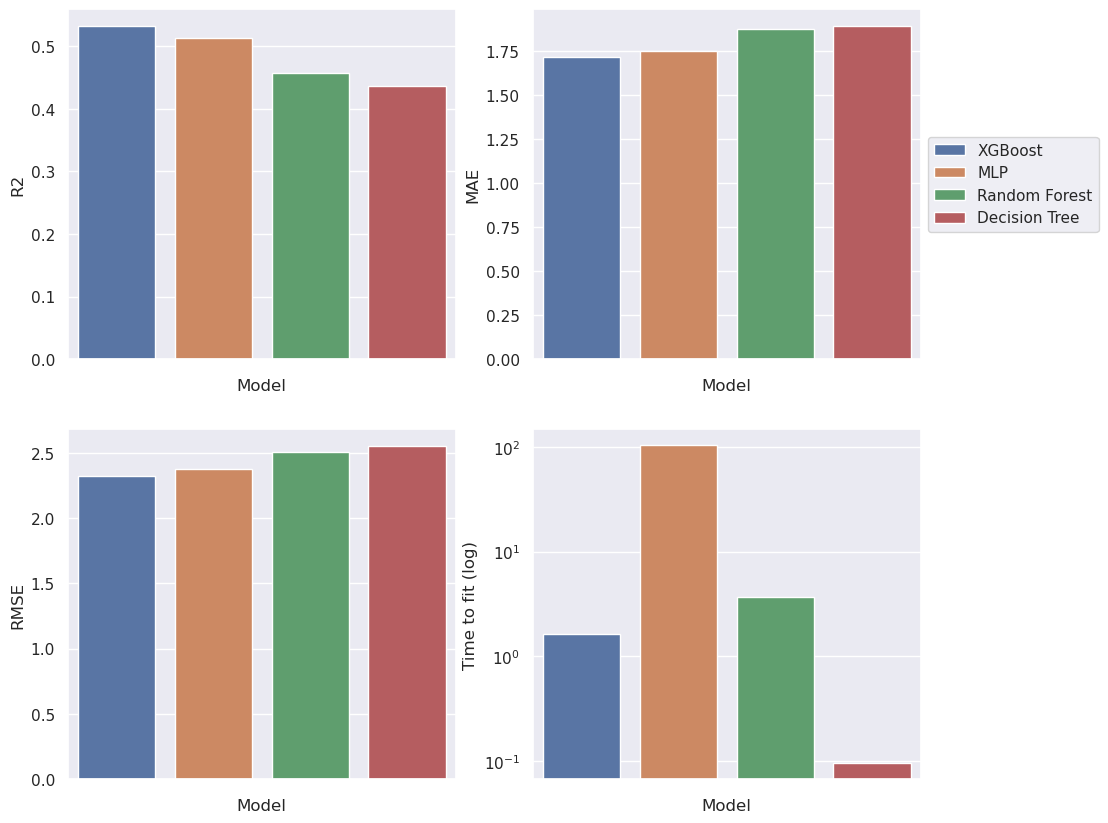 0.5
0.4
0.3
0.2
0.1
0.0
R2
Model
1.75
1.50
1.25
1.00
0.75
0.50
0.25
0.00
MAE
Model
XGBoost
MLP
Random Forest
Decision Tree
2.5
2.0
1.5
1.0
0.5
0.0
RMSE
Model
10²
10¹
10⁰
10⁻¹
Time to fit (log)
Model